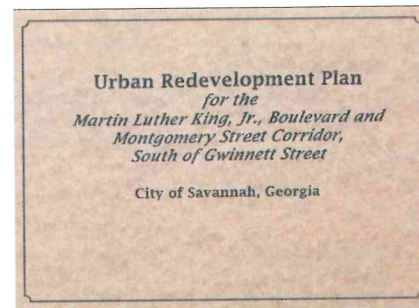 Urban Redevelopment Plan
for the
Martin Luther King, Jr., Boulevard and
Montgomery Street Corridor,
South of Gwinnett Street
City of Savannah, Georgia